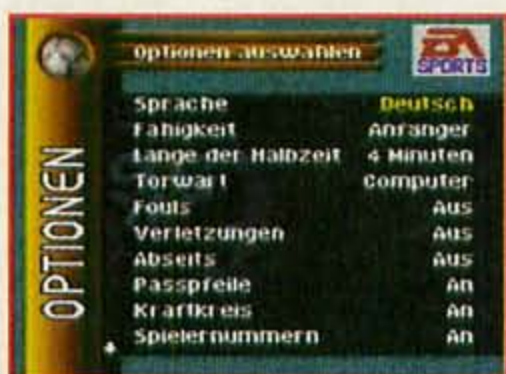 Optionen auswahlen
EA
SPORTS
OPTIONEN
Sprache Deutsch
Fahigkeit Anfanger
Lange der Halbzeit 4 Minuten
Torwart Computer
Fouls Aus
Verletzungen Aus
Abseits Aus
Passpfeile An
Kraftkreis An
Spielernummern An